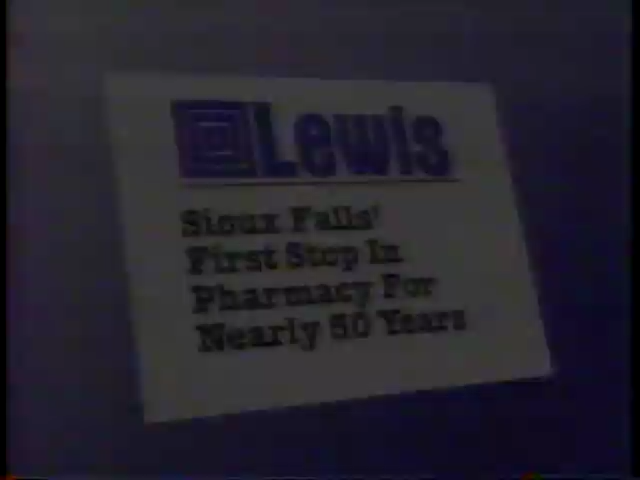 Lewis
Sioux Falls'
First Stop In
Pharmacy For
Nearly 50 Years